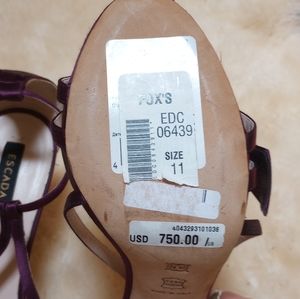 FOX'S
EDC
06439
SIZE
11
ESCADA
4043293101036
USD 750.00